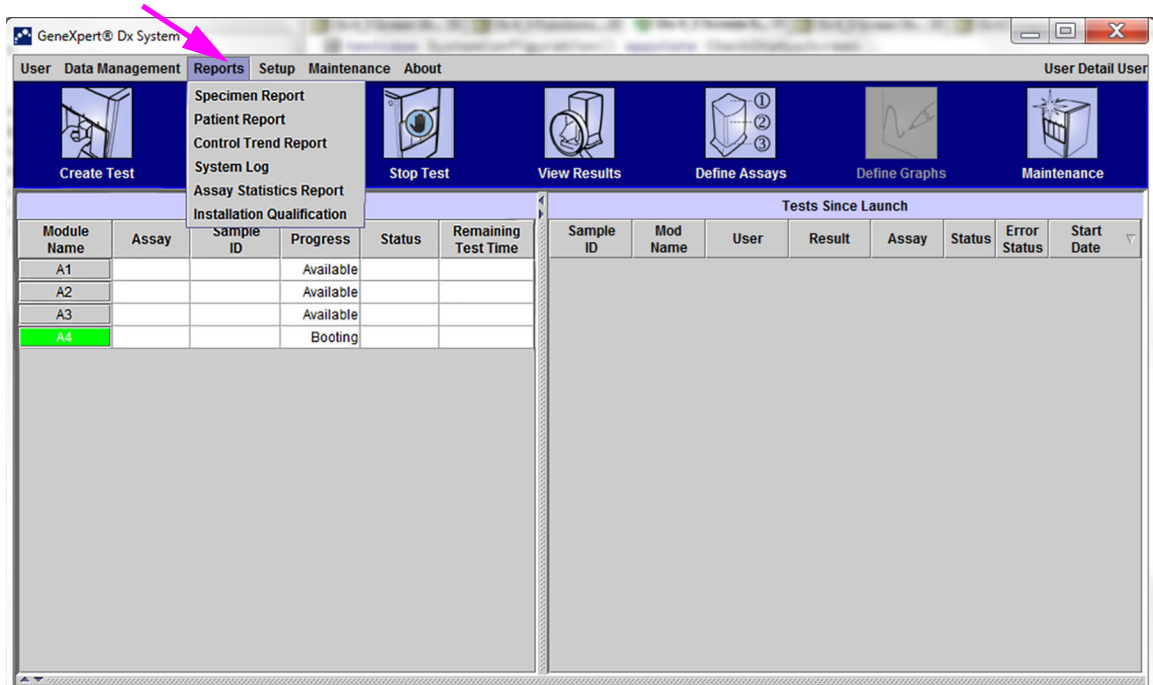 GeneXpert® Dx System
User Data Management Reports Setup Maintenance About User Detail User
Specimen Report
Patient Report
Control Trend Report
System Log
Assay Statistics Report
Installation Qualification
Create Test Stop Test View Results Define Assays Define Graphs Maintenance
①
②
③
Tests Since Launch
Module Name Assay Sample ID Progress Status Remaining Test Time
Sample ID Mod Name User Result Assay Status Error Status Start Date
A1 Available
A2 Available
A3 Available
A4 Booting